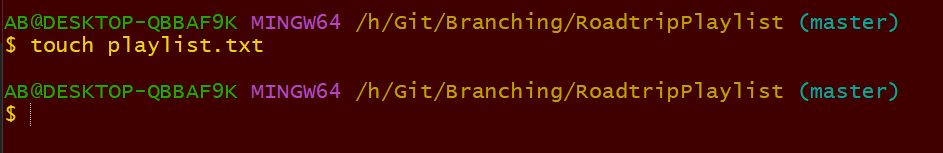 AB@DESKTOP-QBBAF9K MINGW64 /h/Git/Branching/RoadtripPlaylist (master)
$ touch playlist.txt
AB@DESKTOP-QBBAF9K MINGW64 /h/Git/Branching/RoadtripPlaylist (master)
$